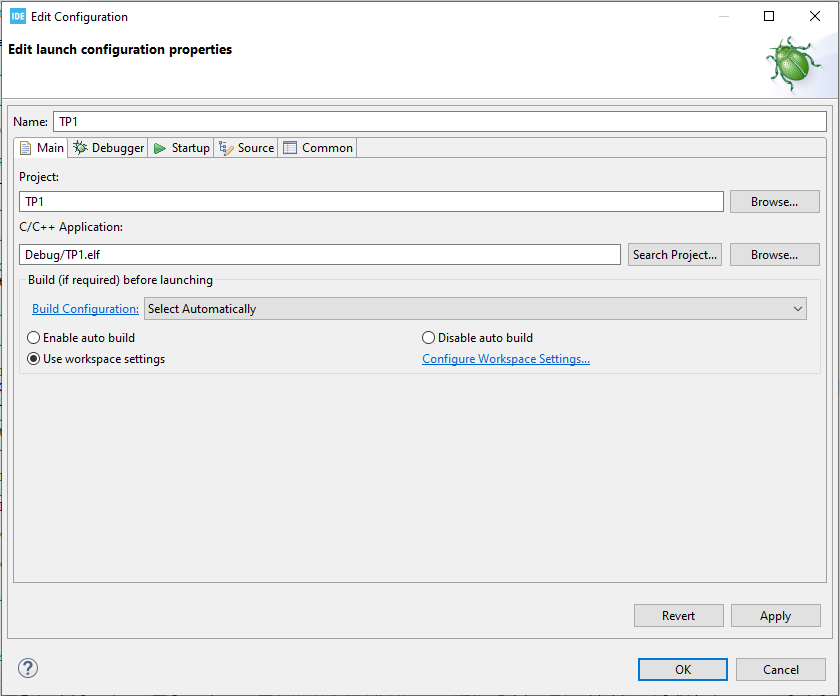 IDE Edit Configuration
Edit launch configuration properties
Name: TP1
Main Debugger Startup Source Common
Project:
TP1 Browse...
C/C++ Application:
Debug/TP1.elf Search Project... Browse...
Build (if required) before launching
Build Configuration: Select Automatically
Enable auto build Disable auto build
Use workspace settings Configure Workspace Settings...
Revert Apply
? OK Cancel